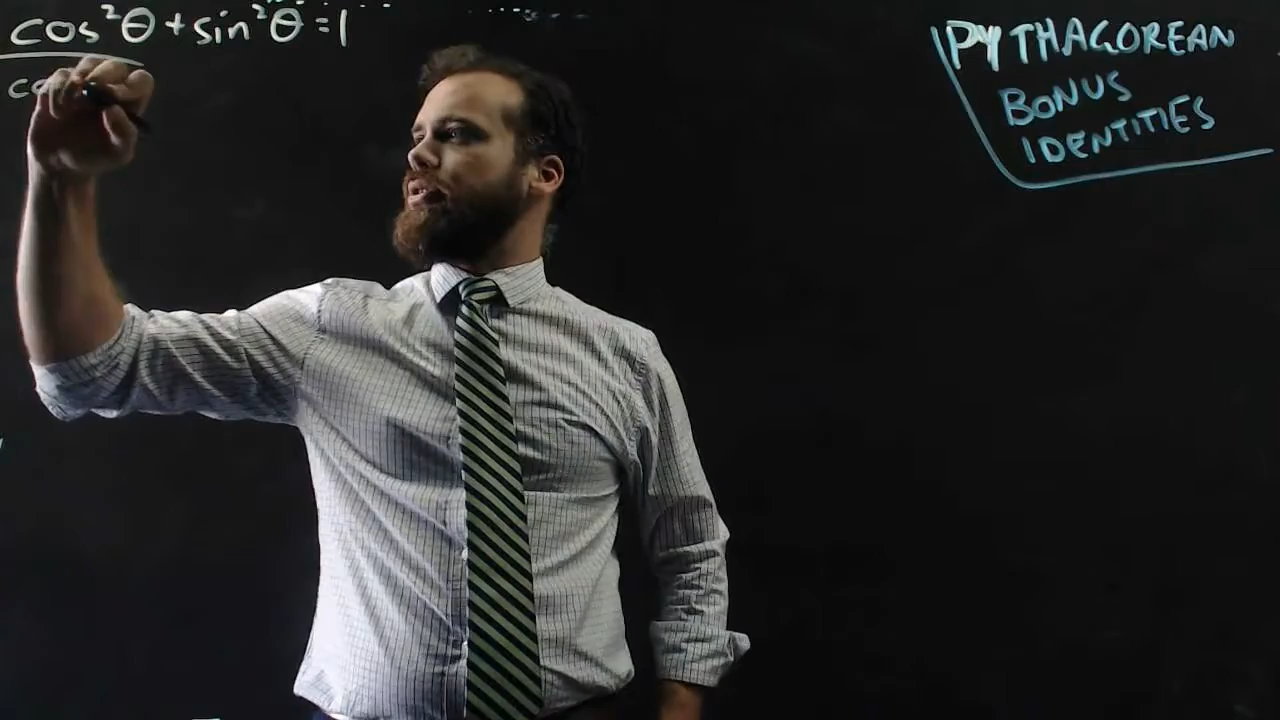 cos²θ + sin²θ = 1
PYTHAGOREAN
BONUS
IDENTITIES